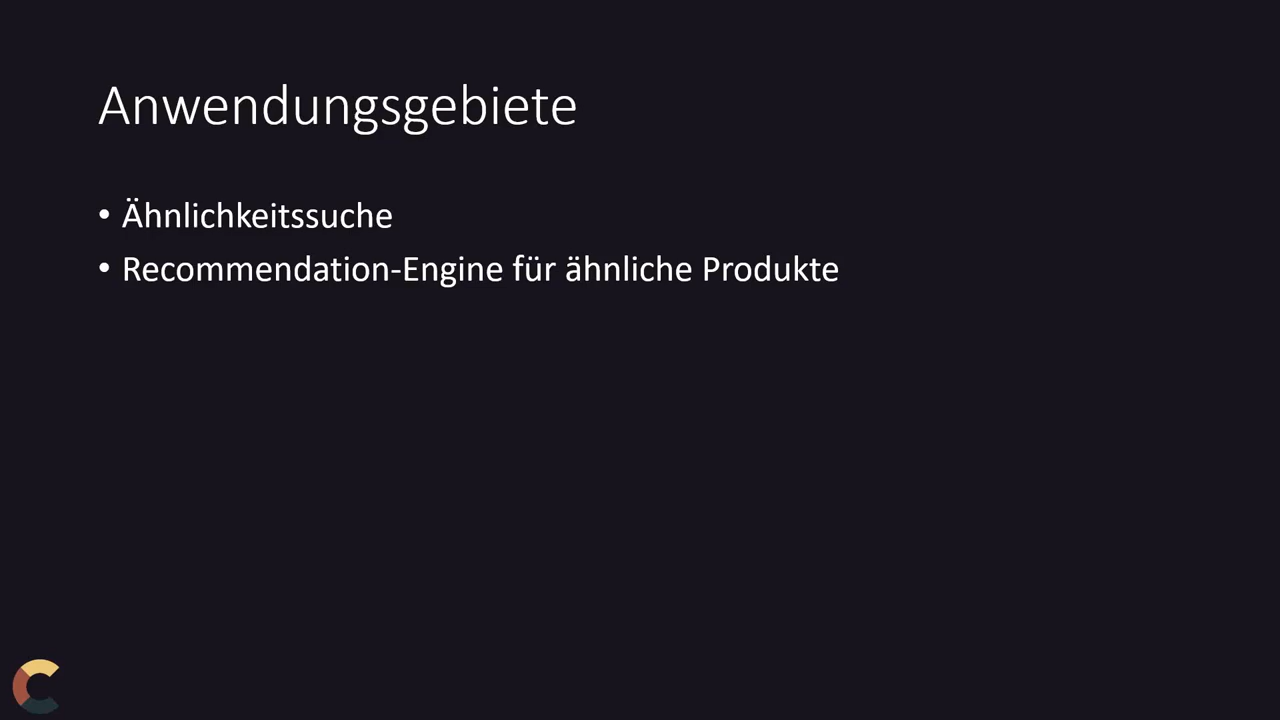 Anwendungsgebiete
• Ähnlichkeitssuche
• Recommendation-Engine für ähnliche Produkte